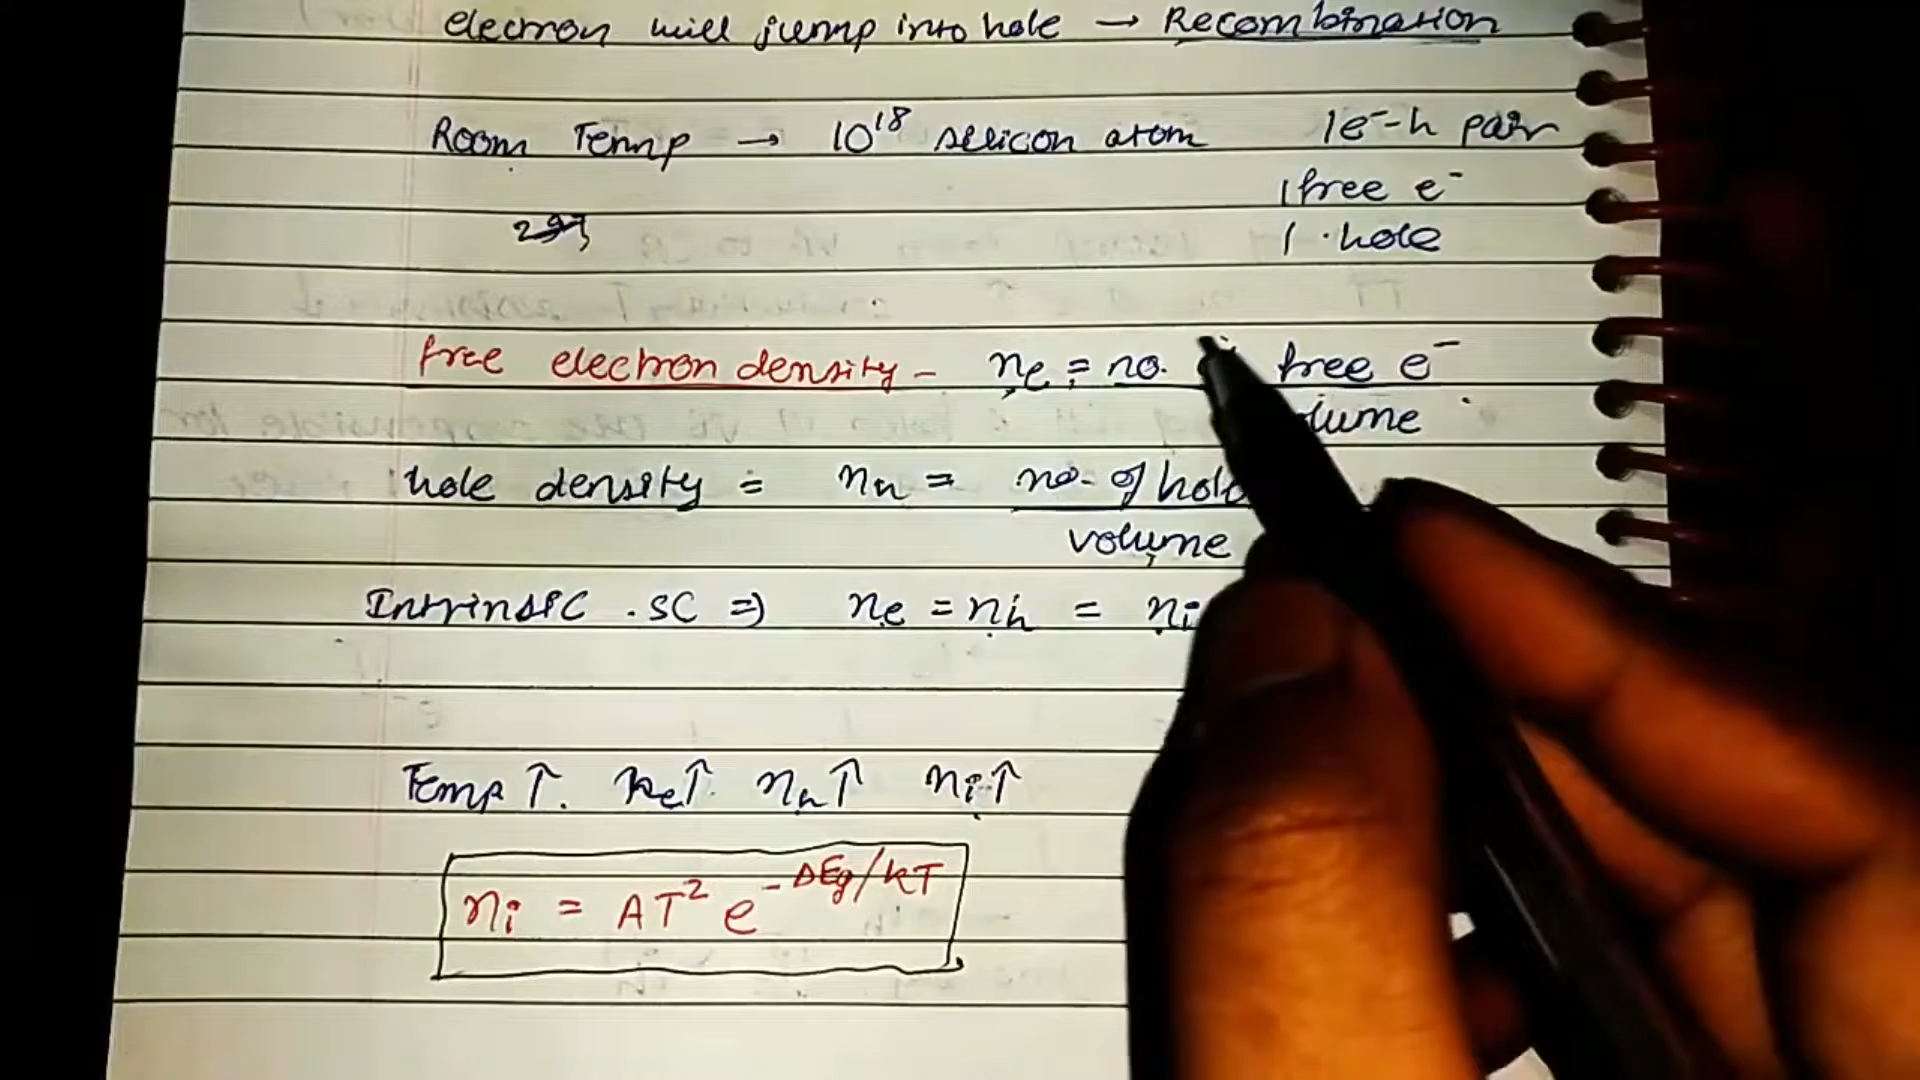 electron will jump into hole → Recombination
Room Temp → 10^18 silicon atom 1e⁻-h pair
1 free e⁻
1 hole
free electron density - ne = no. free e⁻
hole density = nh = no. of
volume
Intrinsic SC ⇒ ne = nh = ni
Temp ↑. ne↑. nh↑ ni↑
ni = AT² e^-ΔEg/kT